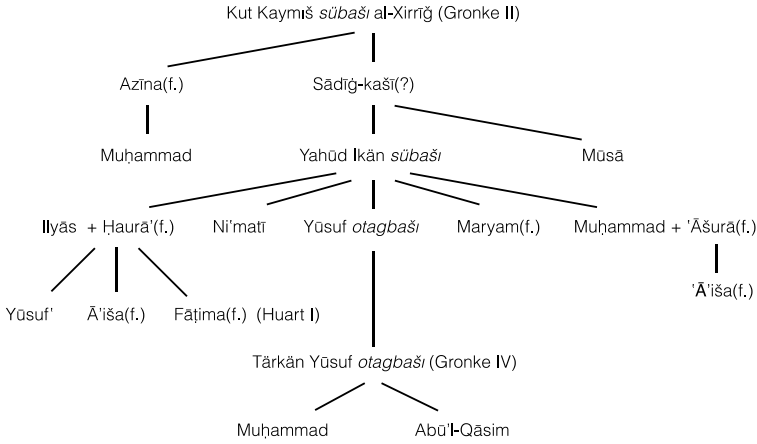 Kut Kaymıš sübašı al-Xirrīğ (Gronke II)
Azīna(f.) Sādīġ-kašī(?)
Muḥammad Yahūd Ikän sübašı Mūsā
Ilyās + Ḥaurā'(f.) Ni'matī Yūsuf otagbašı Maryam(f.) Muḥammad + 'Āšurā(f.)
'Ā'iša(f.)
Yūsuf' Ā'iša(f.) Fāṭima(f.) (Huart I)
Tärkän Yūsuf otagbašı (Gronke IV)
Muḥammad Abū'l-Qāsim